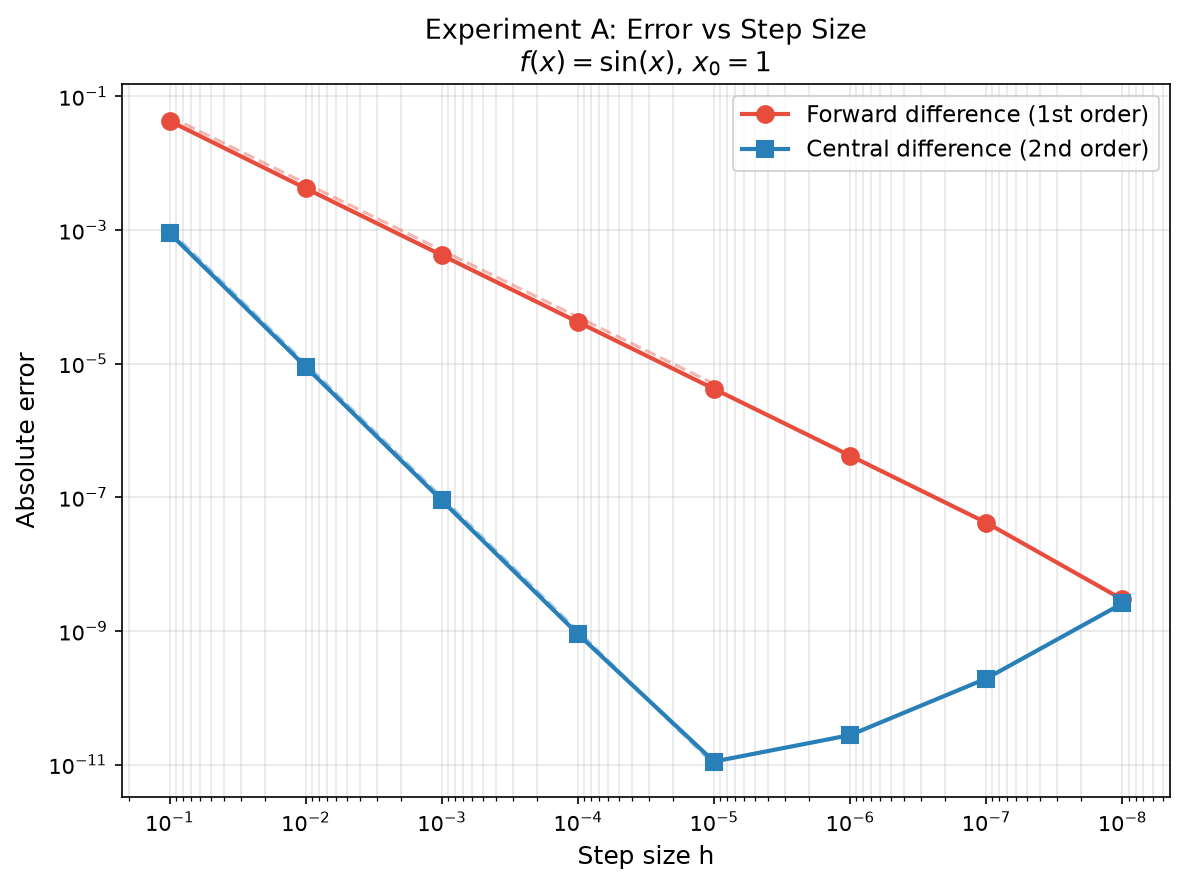 Experiment A: Error vs Step Size
f(x) = sin(x), x₀ = 1
Forward difference (1st order)
Central difference (2nd order)
Absolute error
10⁻¹
10⁻³
10⁻⁵
10⁻⁷
10⁻⁹
10⁻¹¹
10⁻¹ 10⁻² 10⁻³ 10⁻⁴ 10⁻⁵ 10⁻⁶ 10⁻⁷ 10⁻⁸
Step size h